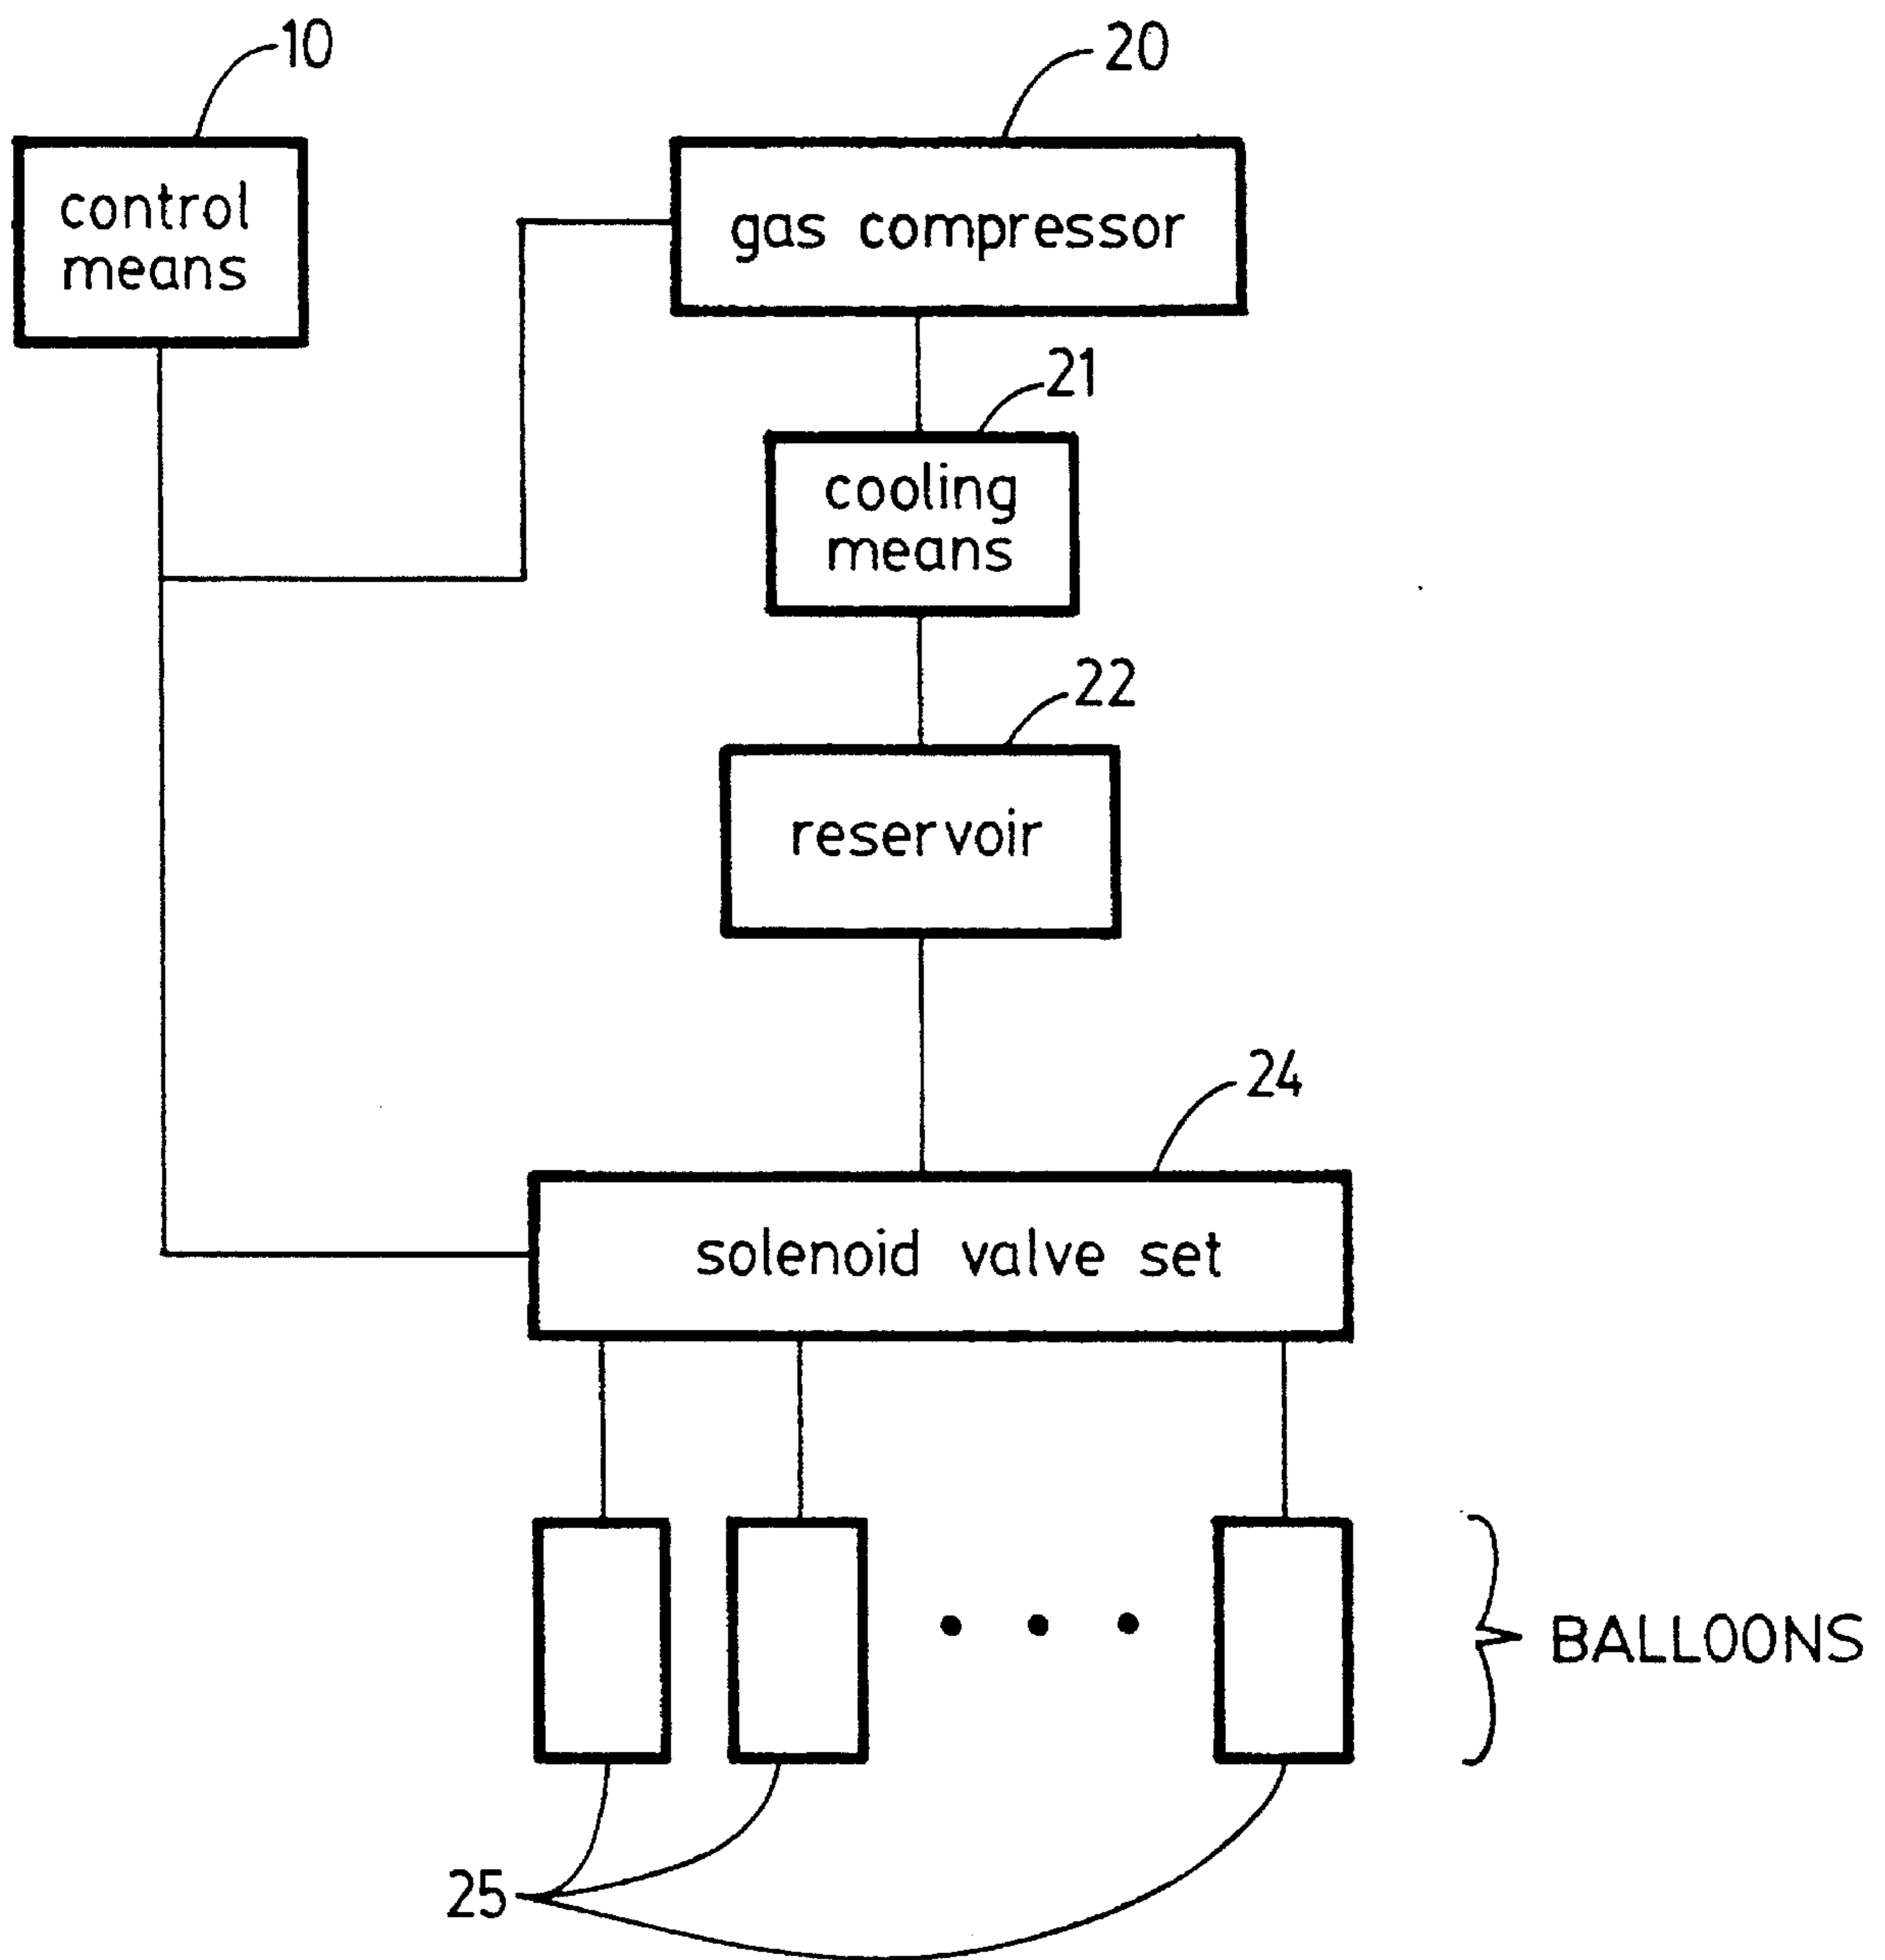 10
20
control
means
gas compressor
21
cooling
means
22
reservoir
24
solenoid valve set
BALLOONS
25